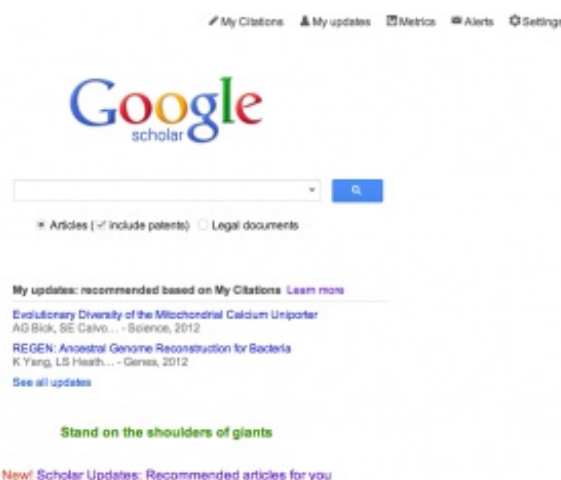 My Citations My updates Metrics Alerts Settings
Google
scholar
Articles (include patents) Legal documents
My updates: recommended based on My Citations Learn more
Evolutionary Diversity of the Mitochondrial Calcium Uniporter
AG Bick, SE Calvo... - Science, 2012
REGEN: Ancestral Genome Reconstruction for Bacteria
K Yang, LS Heath... - Genes, 2012
See all updates
Stand on the shoulders of giants
New! Scholar Updates: Recommended articles for you